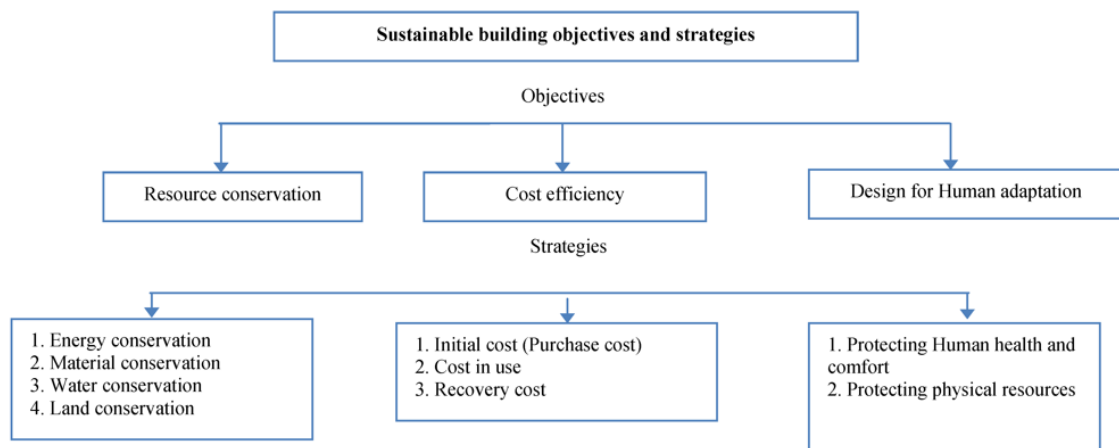 Sustainable building objectives and strategies
Objectives
Resource conservation
Cost efficiency
Design for Human adaptation
Strategies
1. Energy conservation
2. Material conservation
3. Water conservation
4. Land conservation
1. Initial cost (Purchase cost)
2. Cost in use
3. Recovery cost
1. Protecting Human health and
comfort
2. Protecting physical resources